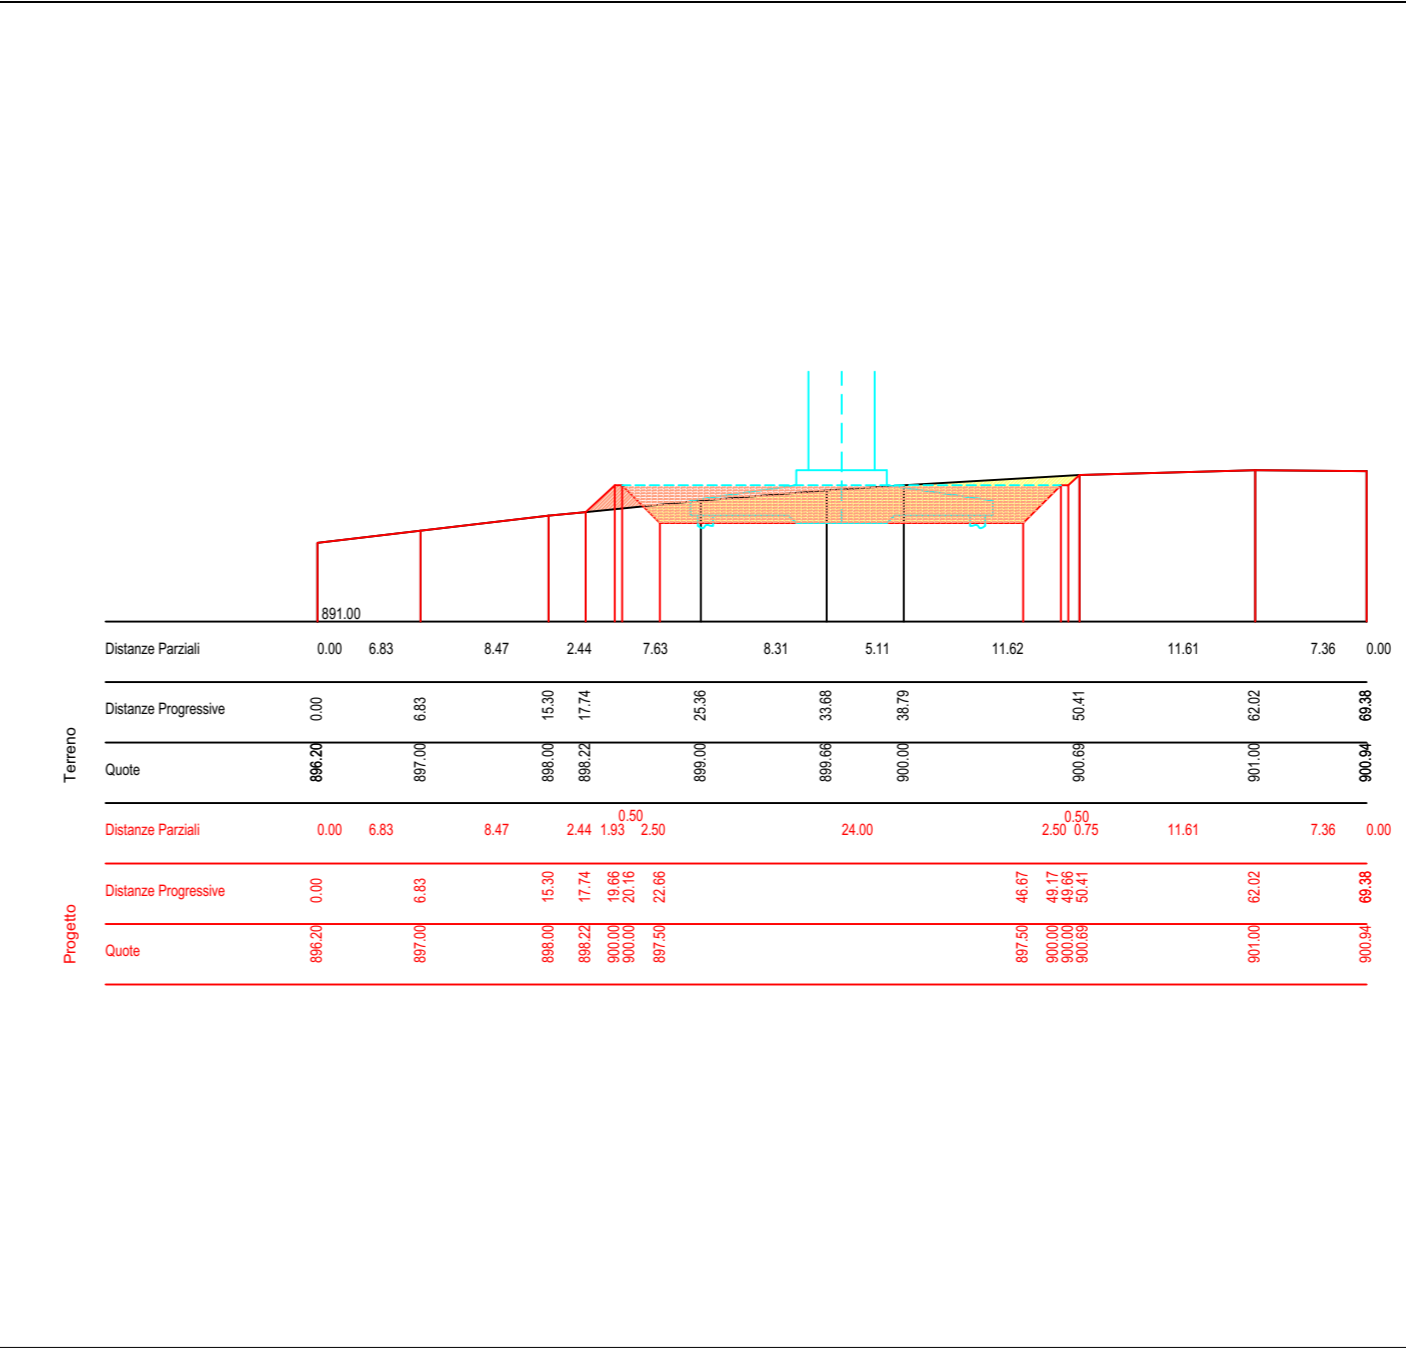 891.00
Terreno
Distanze Parziali 0.00 6.83 8.47 2.44 7.63 8.31 5.11 11.62 11.61 7.36 0.00
Distanze Progressive 0.00 6.83 15.30 17.74 25.36 33.68 38.79 50.41 62.02 69.38
Quote 896.20 897.00 898.00 898.22 899.00 899.66 900.00 900.69 901.00 900.94
Progetto
Distanze Parziali 0.00 6.83 8.47 2.44 1.93 0.50 2.50 24.00 2.50 0.50 0.75 11.61 7.36 0.00
Distanze Progressive 0.00 6.83 15.30 17.74 19.66 20.16 22.66 46.67 49.17 49.66 50.41 62.02 69.38
Quote 896.20 897.00 898.00 898.22 900.00 900.00 897.50 897.50 900.00 900.00 900.69 901.00 900.94